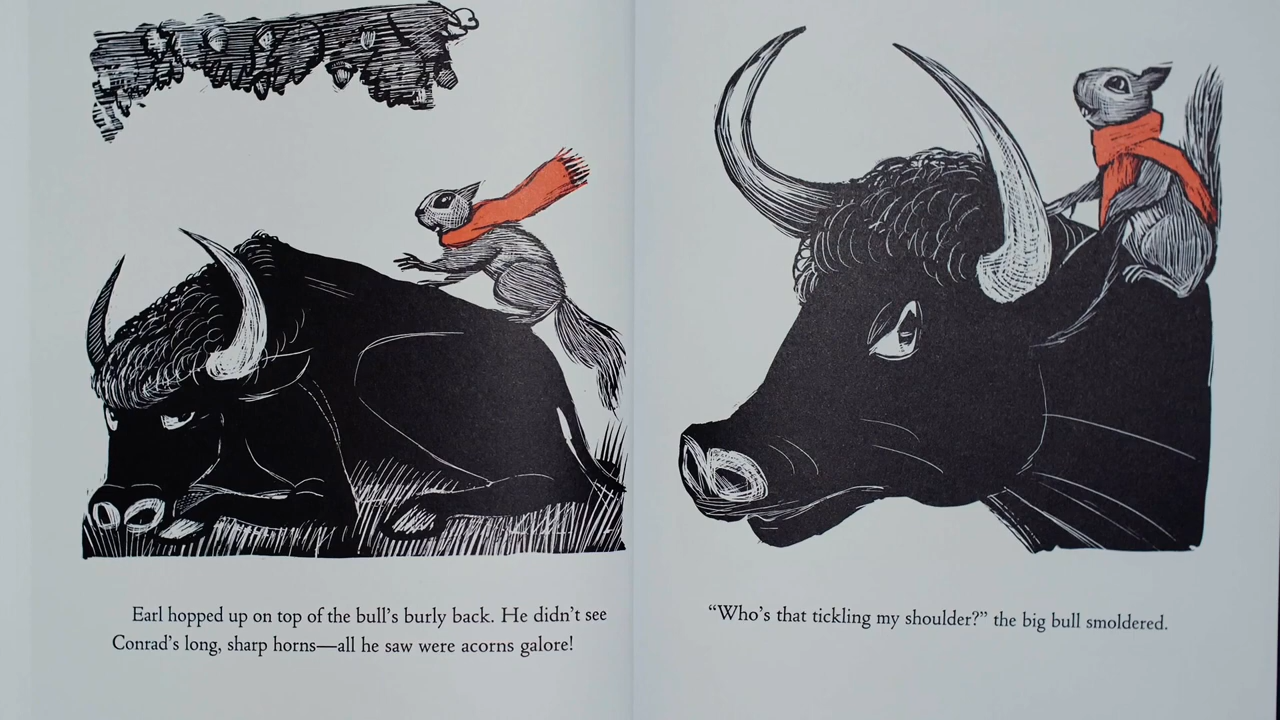 Earl hopped up on top of the bull’s burly back. He didn’t see
Conrad’s long, sharp horns—all he saw were acorns galore!
“Who’s that tickling my shoulder?” the big bull smoldered.